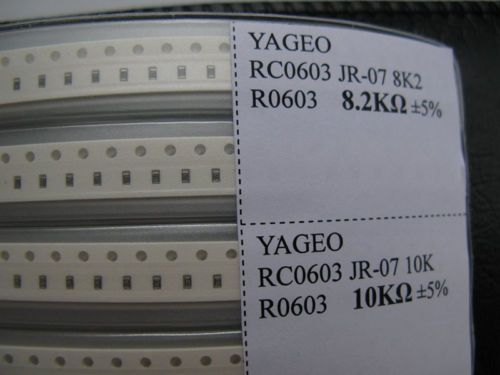 YAGEO
RC0603 JR-07 8K2
R0603 8.2KΩ ±5%
YAGEO
RC0603 JR-07 10K
R0603 10KΩ ±5%